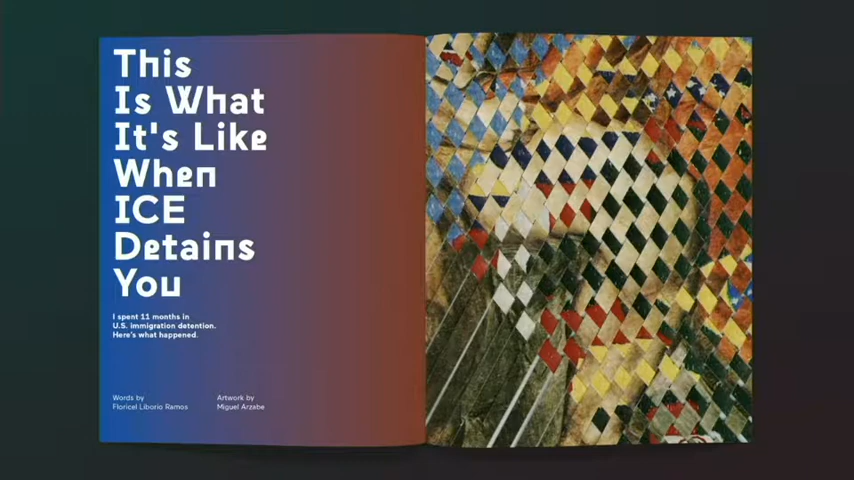 This
Is What
It's Like
When
ICE
Detains
You
I spent 11 months in
U.S. immigration detention.
Here's what happened.
Words by
Floricel Liborio Ramos
Artwork by
Miguel Arzabe